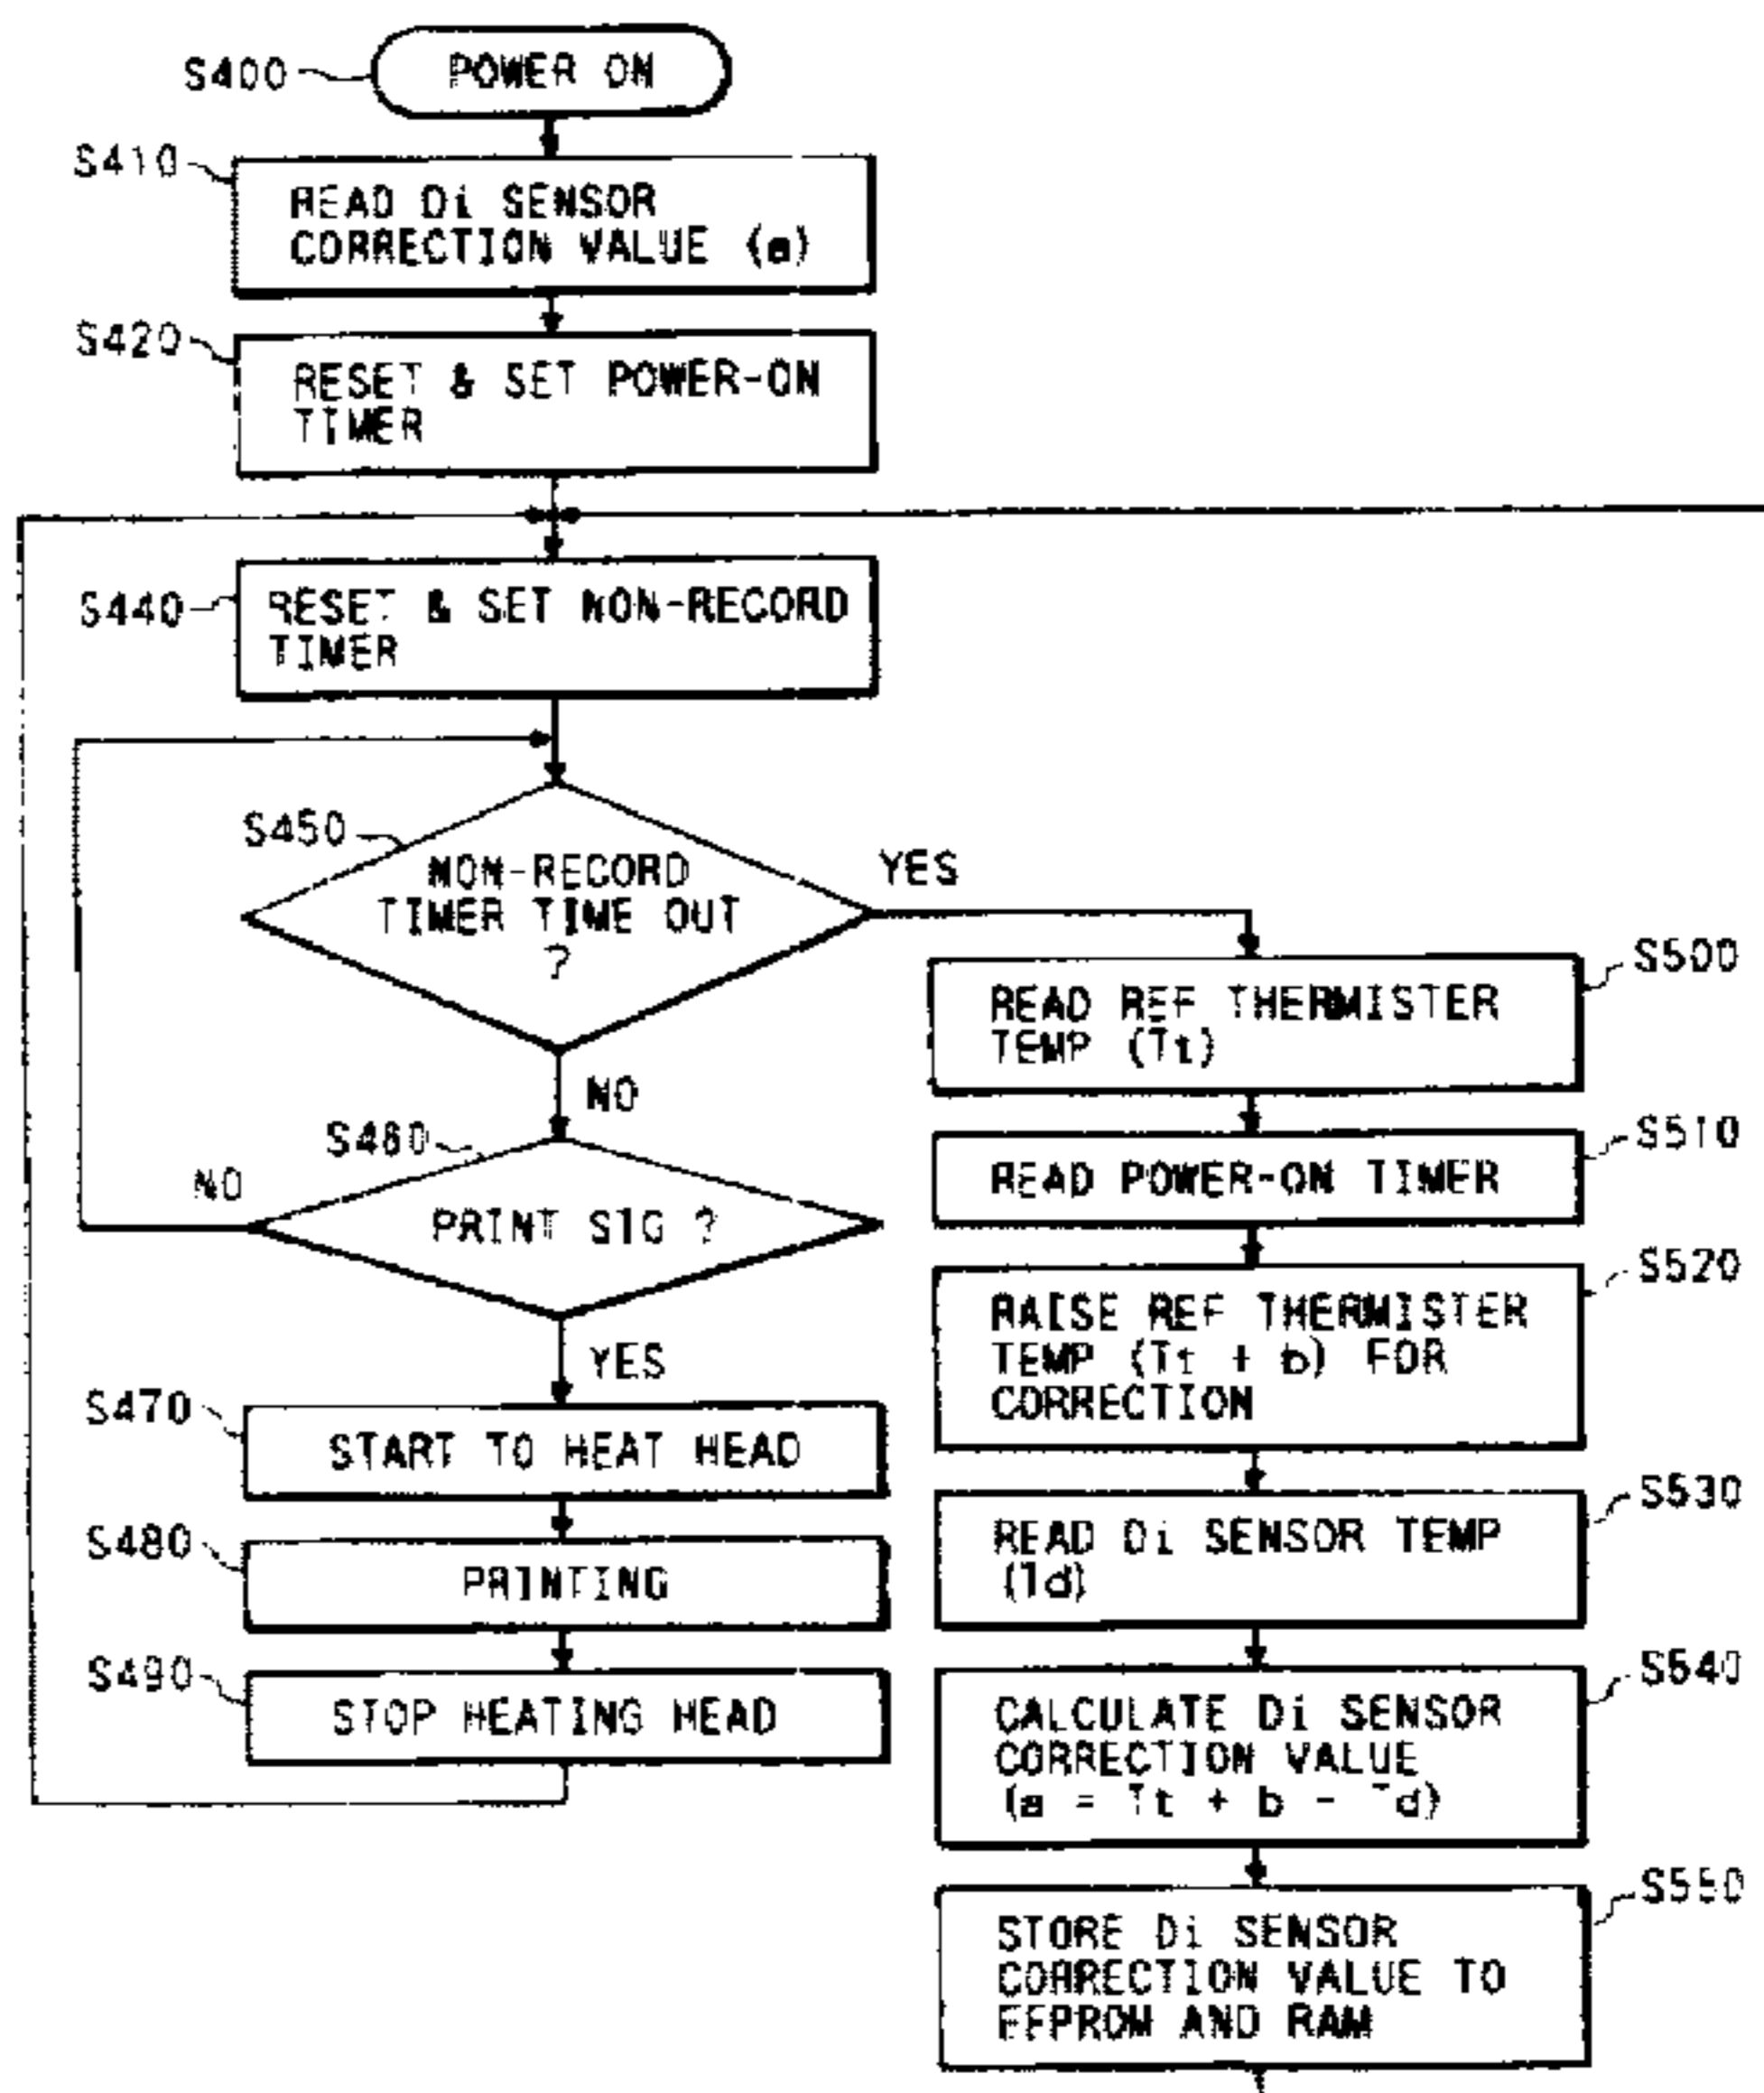 S400
POWER ON
S410
READ Di SENSOR
CORRECTION VALUE (a)
S420
RESET & SET POWER-ON
TIMER
S440
RESET & SET NON-RECORD
TIMER
S450
NON-RECORD
TIMER TIME OUT
?
YES
NO
S460
NO
PRINT SIG ?
YES
S470
START TO HEAT HEAD
S480
PRINTING
S490
STOP HEATING HEAD
S500
READ REF THERMISTER
TEMP (Tt)
S510
READ POWER-ON TIMER
S520
RAISE REF THERMISTER
TEMP (Tt + b) FOR
CORRECTION
S530
READ Di SENSOR TEMP
(Td)
S540
CALCULATE Di SENSOR
CORRECTION VALUE
(a = Tt + b - Td)
S550
STORE Di SENSOR
CORRECTION VALUE TO
EEPROM AND RAM